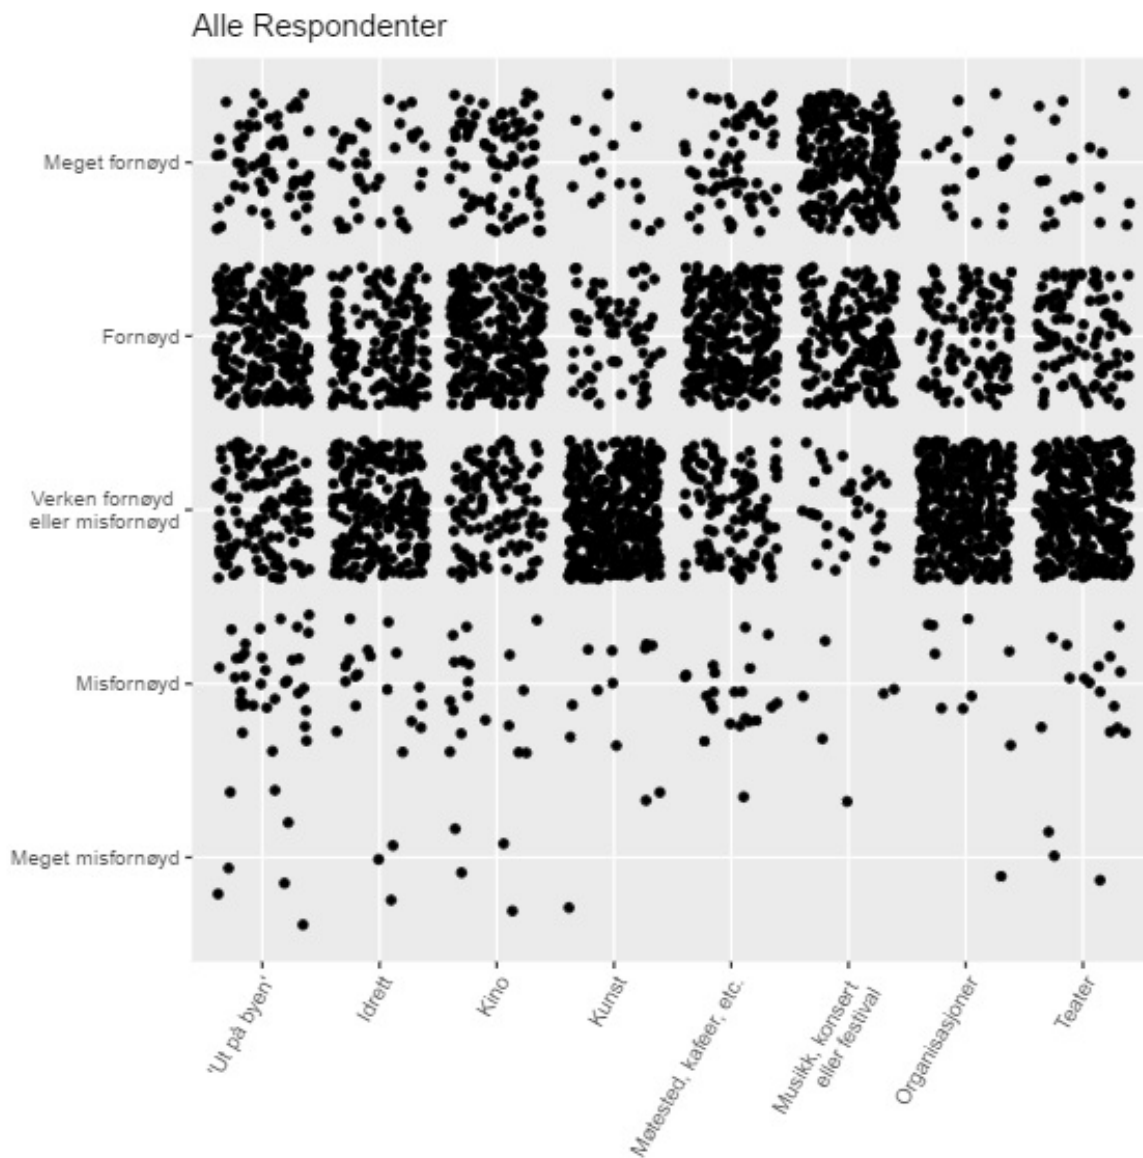 Alle Respondenter
Meget fornøyd
Fornøyd
Verken fornøyd
eller misfornøyd
Misfornøyd
Meget misfornøyd
'Ut på byen'
Idrett
Kino
Kunst
Møtested, kafeer, etc.
Musikk, konsert
eller festival
Organisasjoner
Teater